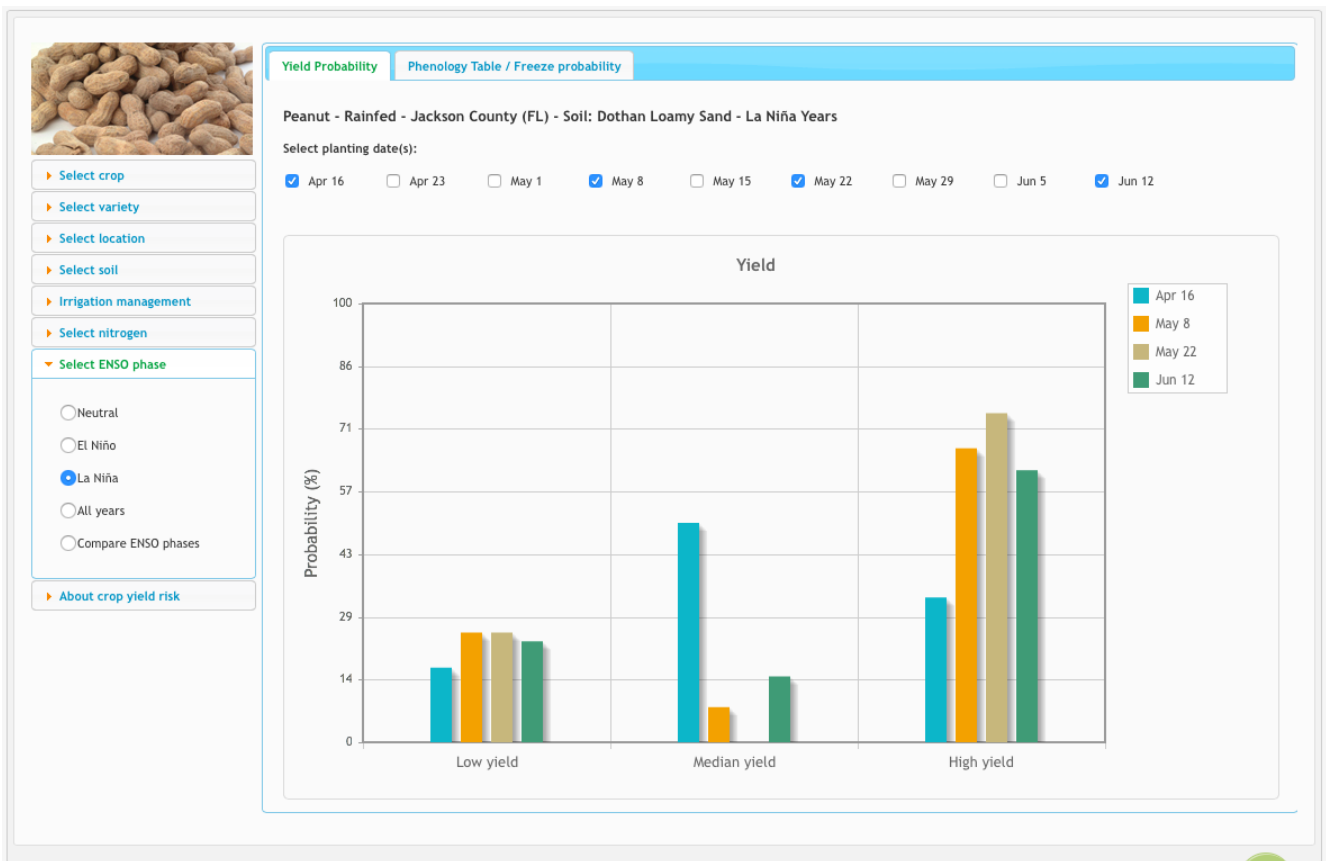 Yield Probability
Phenology Table / Freeze probability
Peanut - Rainfed - Jackson County (FL) - Soil: Dothan Loamy Sand - La Niña Years
Select planting date(s):
Apr 16 Apr 23 May 1 May 8 May 15 May 22 May 29 Jun 5 Jun 12
Select crop
Select variety
Select location
Select soil
Irrigation management
Select nitrogen
Select ENSO phase
Neutral
El Niño
La Niña
All years
Compare ENSO phases
About crop yield risk
Yield
100
86
71
57
43
29
14
0
Probability (%)
Low yield Median yield High yield
Apr 16
May 8
May 22
Jun 12